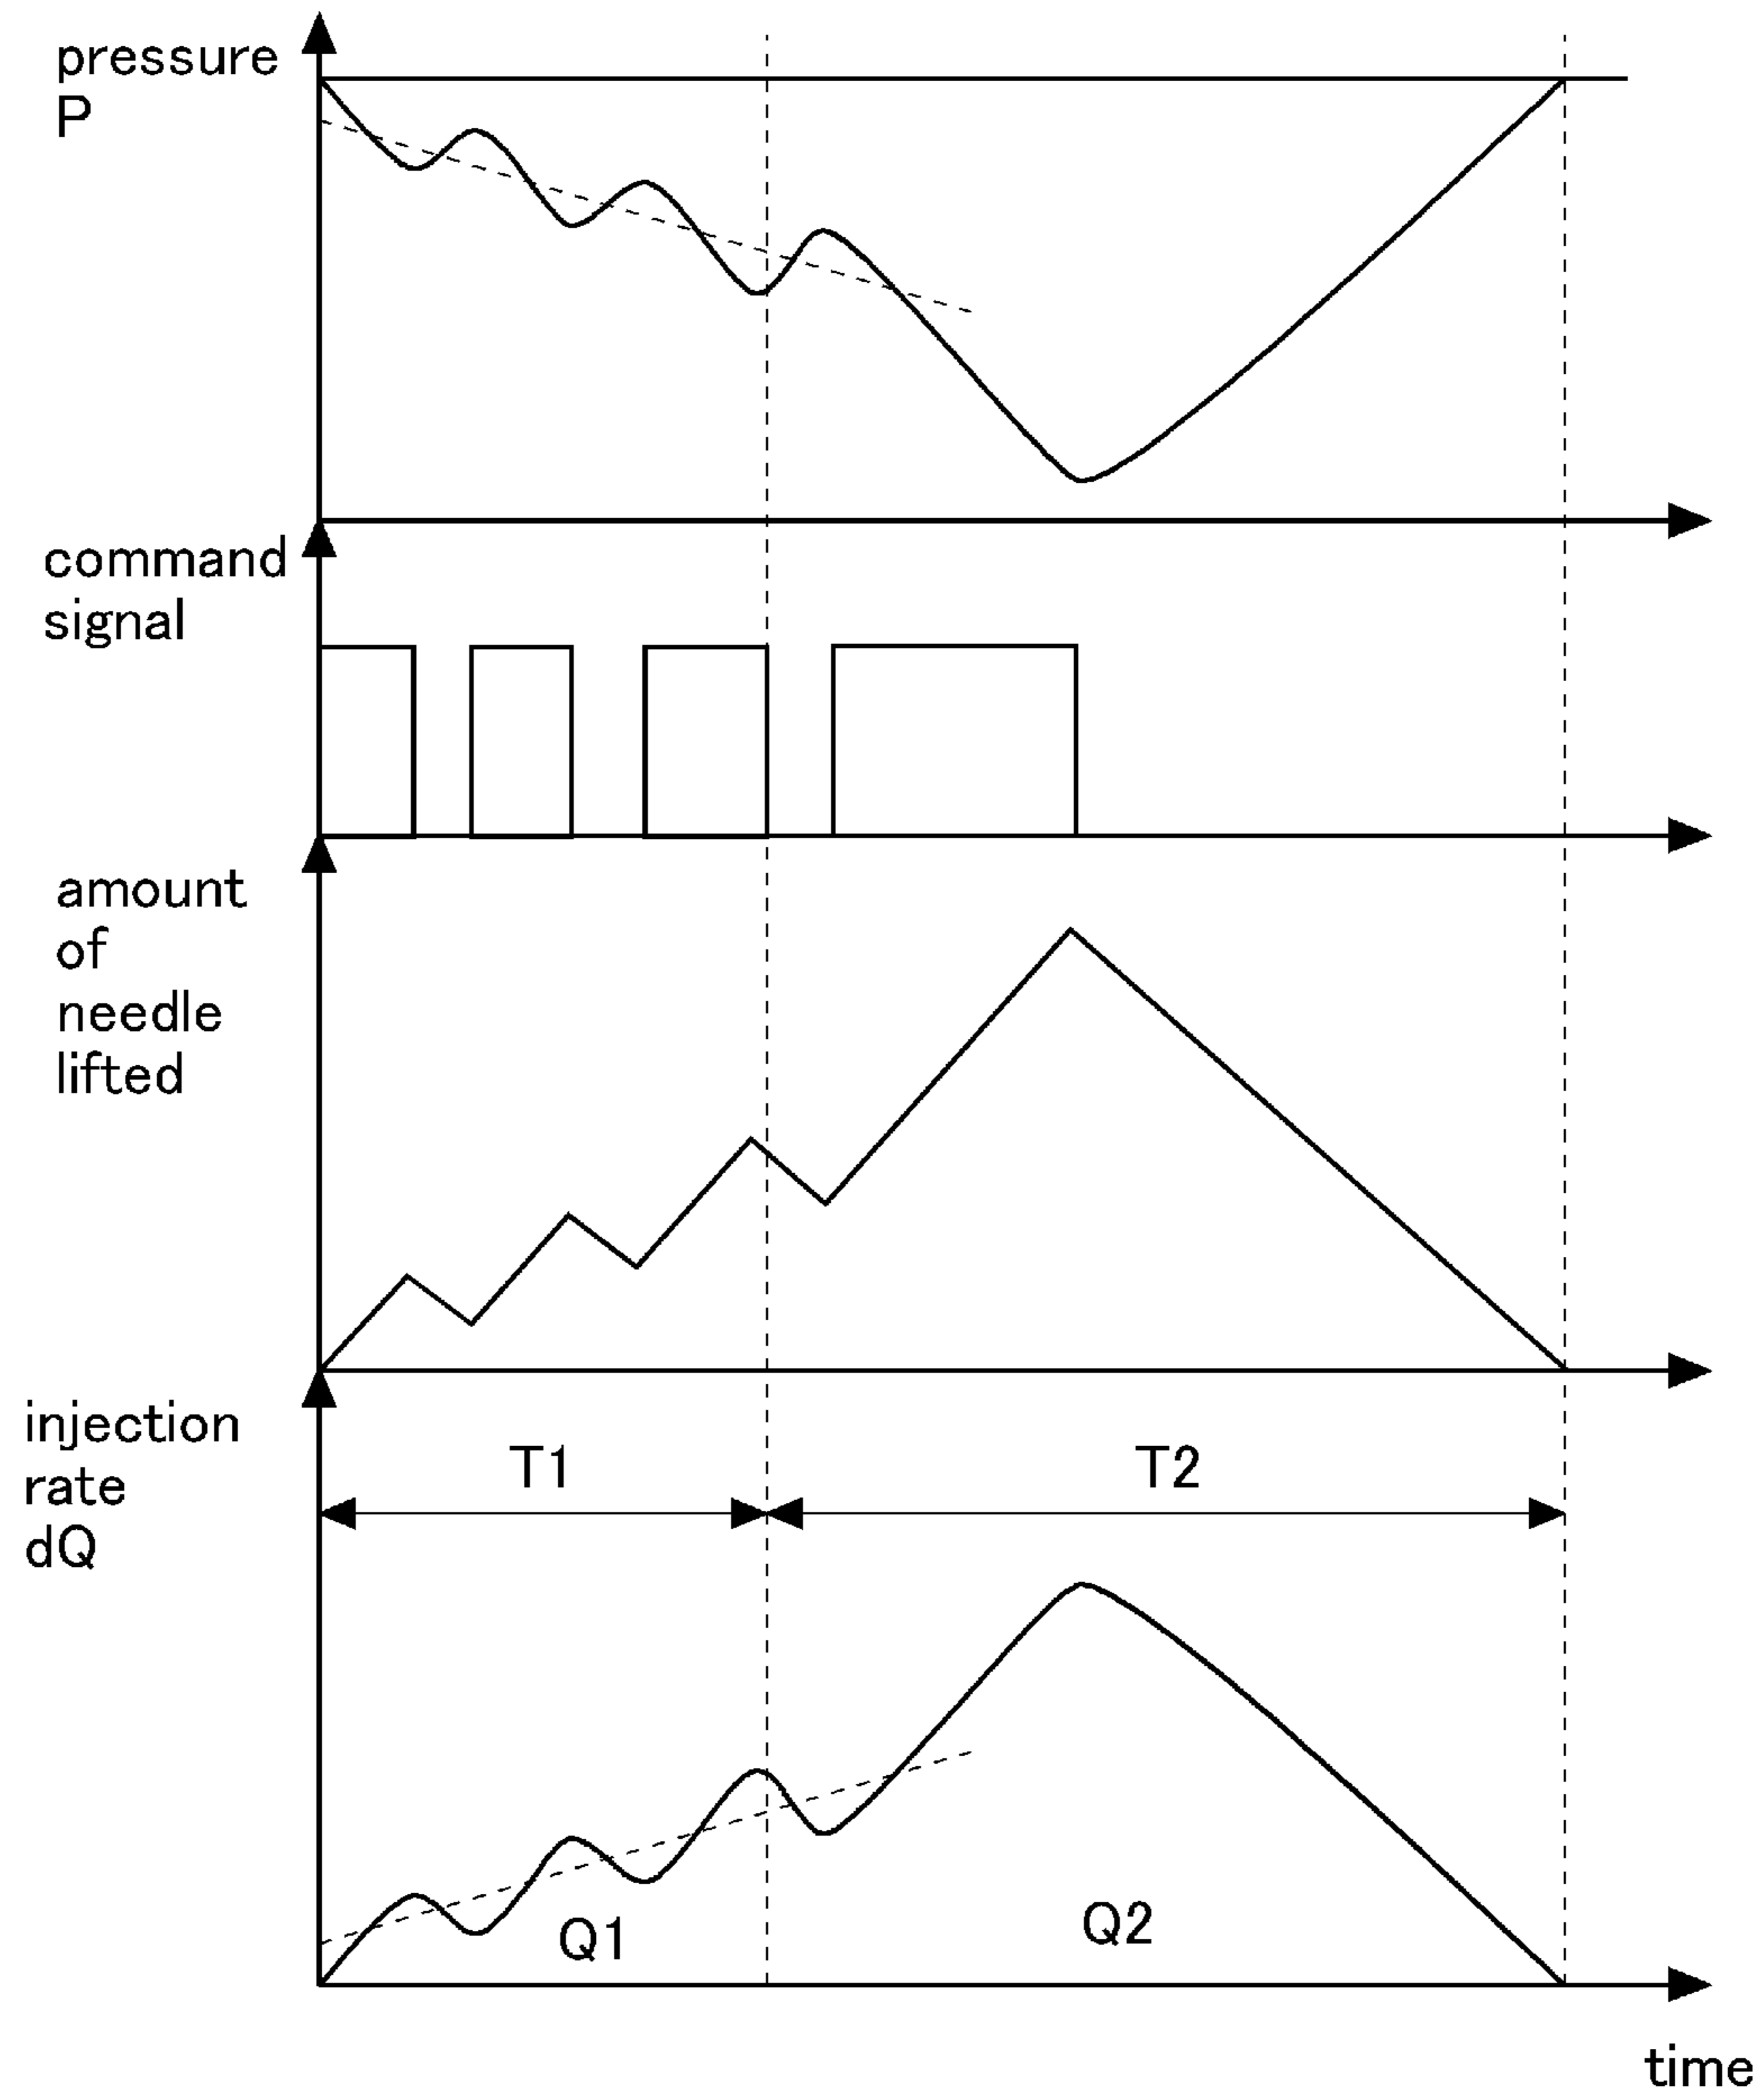 pressure
P
command
signal
amount
of
needle
lifted
injection
rate
dQ
T1
T2
Q1
Q2
time